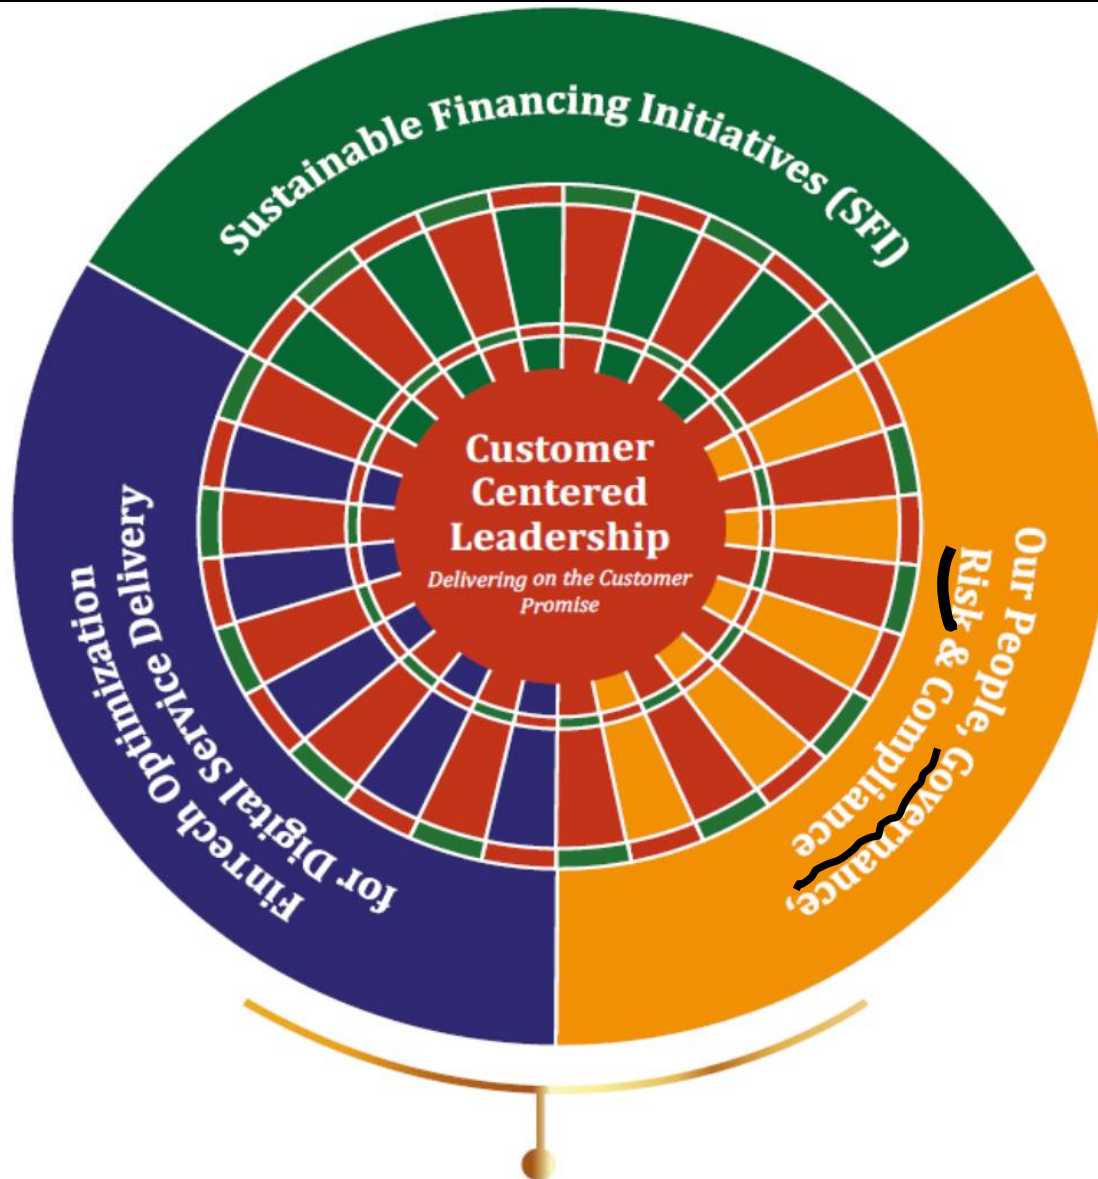 Sustainable Financing Initiatives (SFI)
Customer
Centered
Leadership
Delivering on the Customer
Promise
Our People, Governance,
Risk & Compliance
FinTech Optimization
for Digital Service Delivery